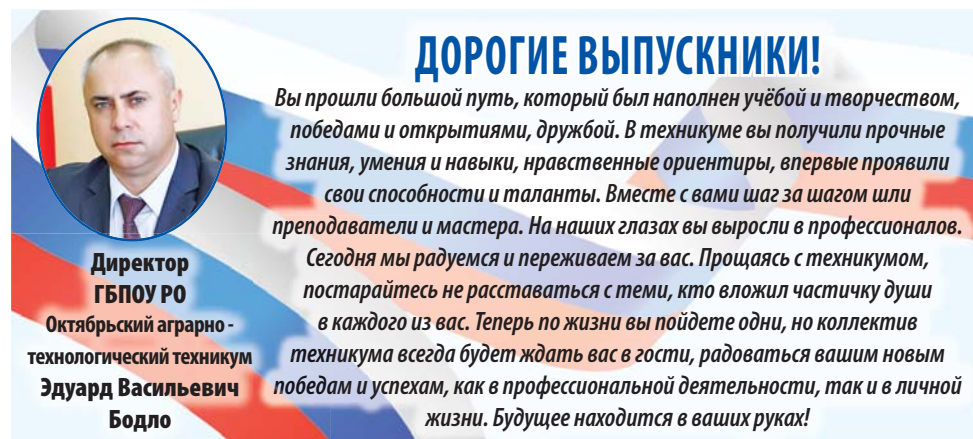 ДОРОГИЕ ВЫПУСКНИКИ!
Вы прошли большой путь, который был наполнен учёбой и творчеством,
победами и открытиями, дружбой. В техникуме вы получили прочные
знания, умения и навыки, нравственные ориентиры, впервые проявили
свои способности и таланты. Вместе с вами шаг за шагом шли
преподаватели и мастера. На наших глазах вы выросли в профессионалов.
Сегодня мы радуемся и переживаем за вас. Прощаясь с техникумом,
постарайтесь не расставаться с теми, кто вложил частичку души
в каждого из вас. Теперь по жизни вы пойдете одни, но коллектив
техникума всегда будет ждать вас в гости, радоваться вашим новым
победам и успехам, как в профессиональной деятельности, так и в личной
жизни. Будущее находится в ваших руках!
Директор
ГБПОУ РО
Октябрьский аграрно -
технологический техникум
Эдуард Васильевич
Бодло